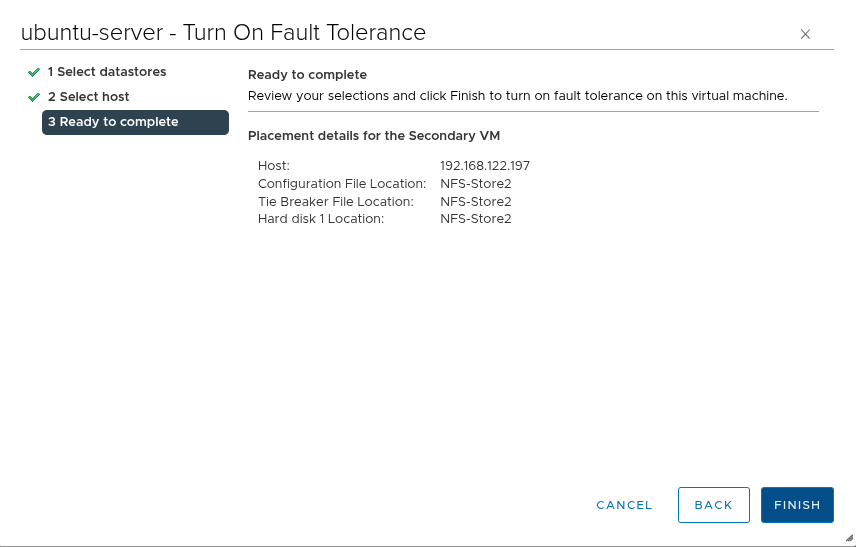 ubuntu-server - Turn On Fault Tolerance
1 Select datastores
2 Select host
3 Ready to complete
Ready to complete
Review your selections and click Finish to turn on fault tolerance on this virtual machine.
Placement details for the Secondary VM
Host: 192.168.122.197
Configuration File Location: NFS-Store2
Tie Breaker File Location: NFS-Store2
Hard disk 1 Location: NFS-Store2
CANCEL BACK FINISH